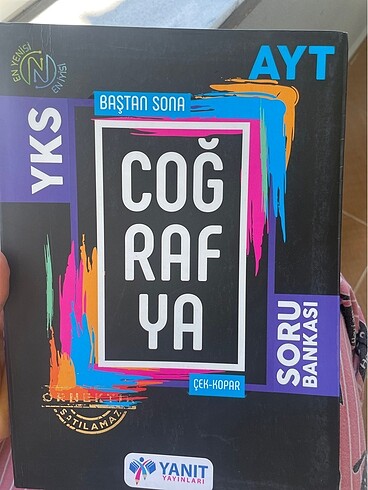 EN YENİSİ
N
EN İYİSİ
AYT
YKS
BAŞTAN SONA
COĞ
RAF
YA
SORU
BANKASI
ÇEK-KOPAR
ÖRNEKTİR
SATILAMAZ
YANIT
YAYINLARI